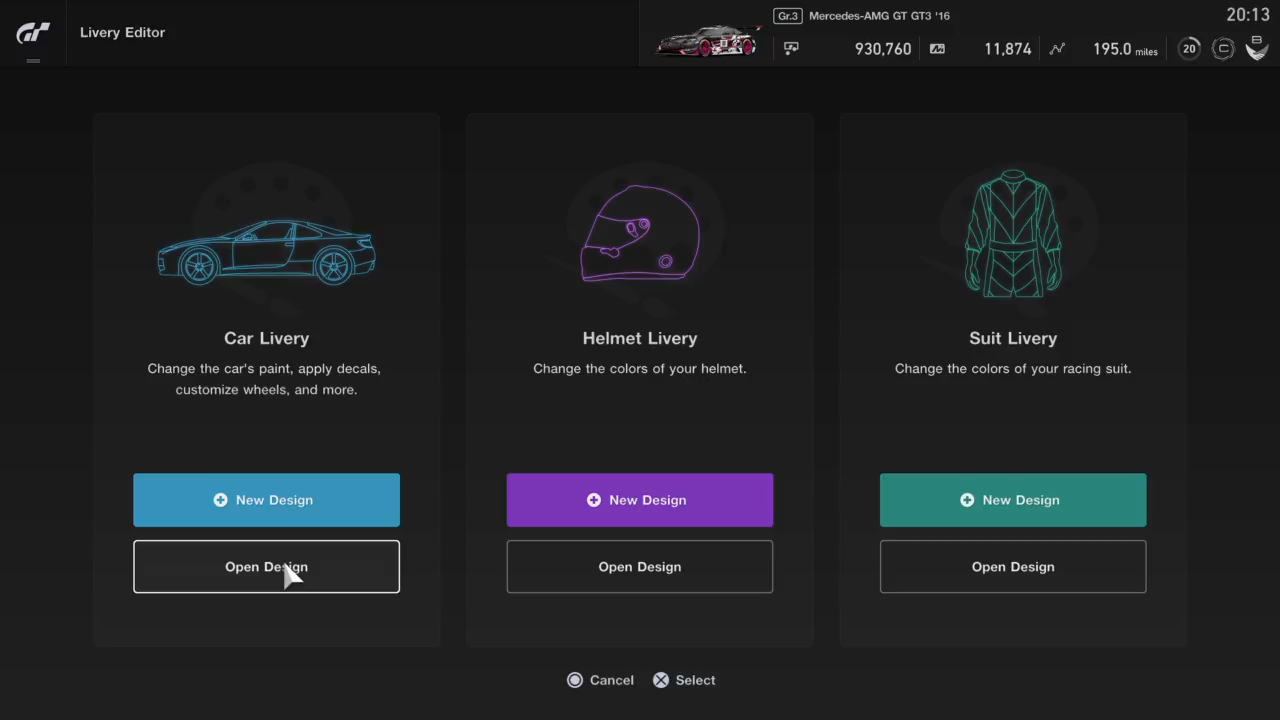 Livery Editor
Gr.3 Mercedes-AMG GT GT3 '16
20:13
930,760 11,874 195.0 miles 20 C B
Car Livery
Change the car's paint, apply decals,
customize wheels, and more.
New Design
Open Design
Helmet Livery
Change the colors of your helmet.
New Design
Open Design
Suit Livery
Change the colors of your racing suit.
New Design
Open Design
Cancel Select